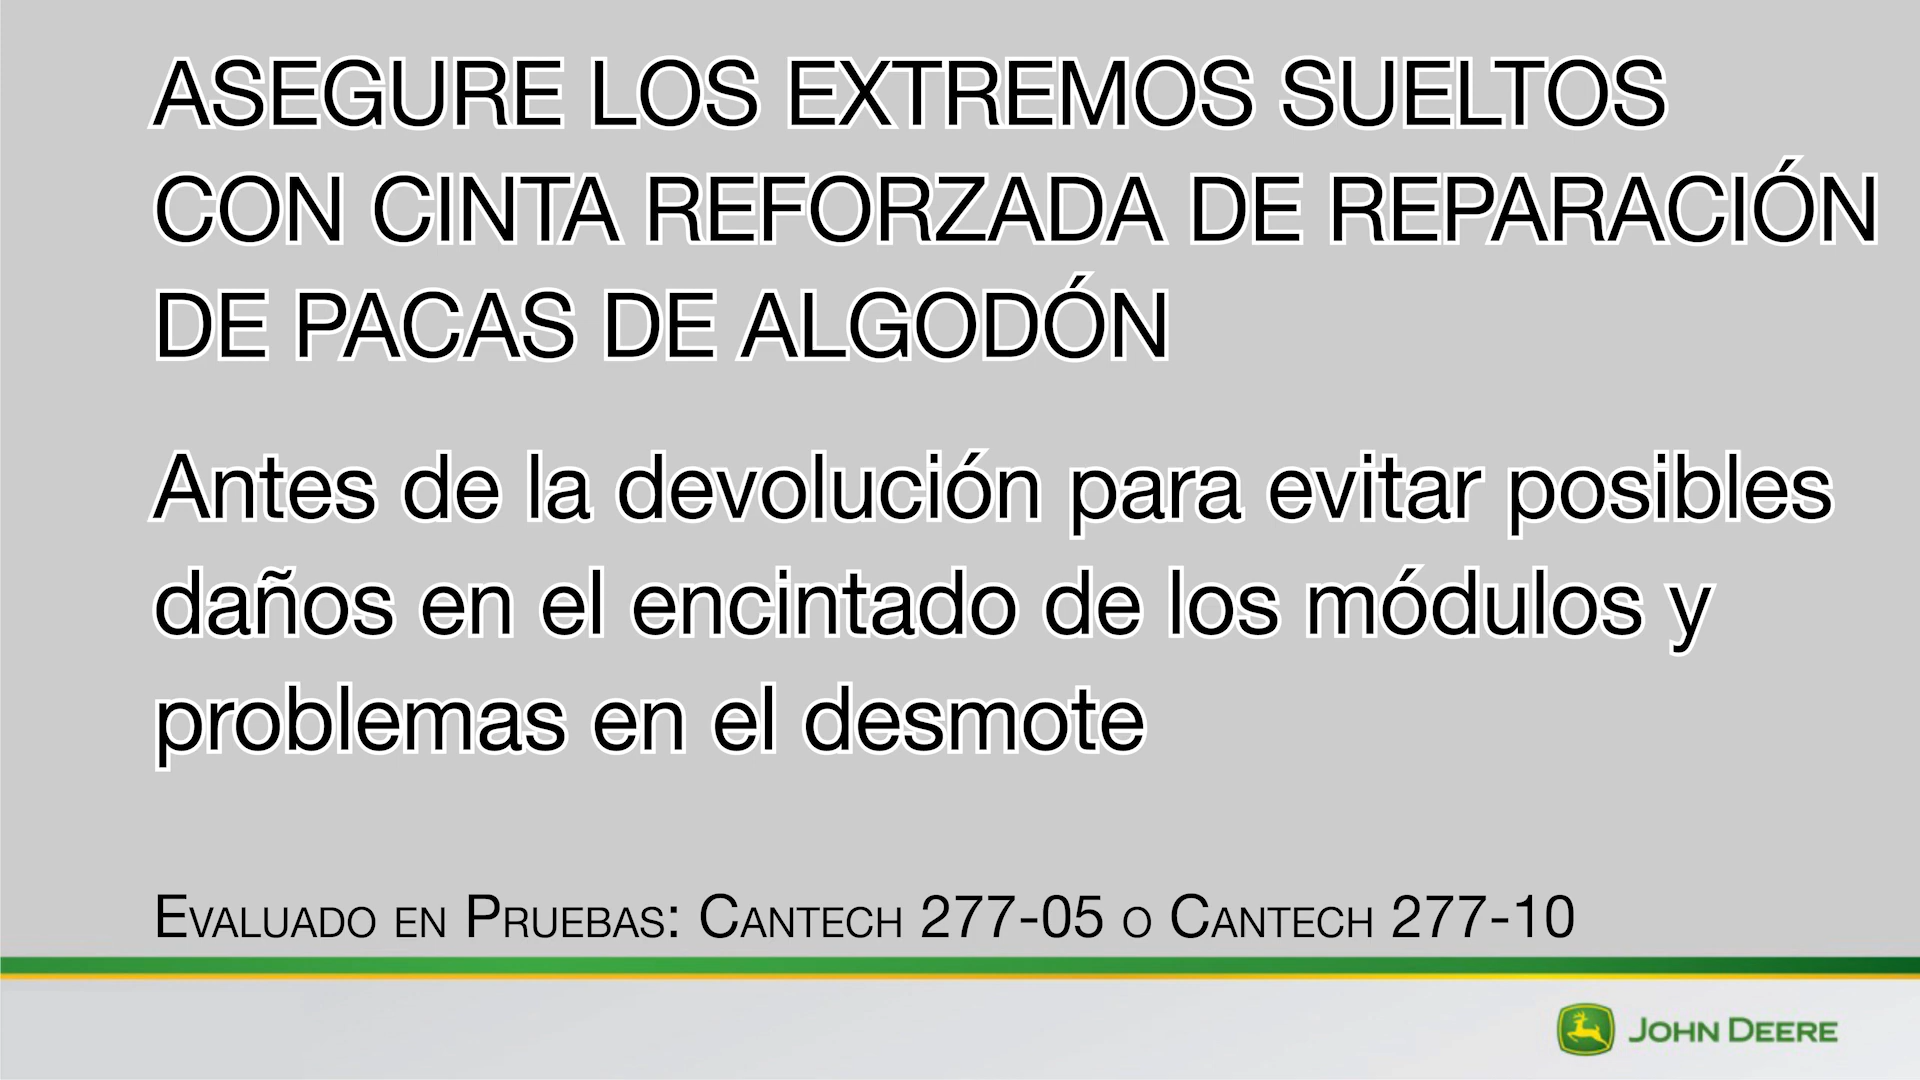 ASEGURE LOS EXTREMOS SUELTOS
CON CINTA REFORZADA DE REPARACIÓN
DE PACAS DE ALGODÓN
Antes de la devolución para evitar posibles
daños en el encintado de los módulos y
problemas en el desmote
Evaluado en Pruebas: Cantech 277-05 o Cantech 277-10
John Deere